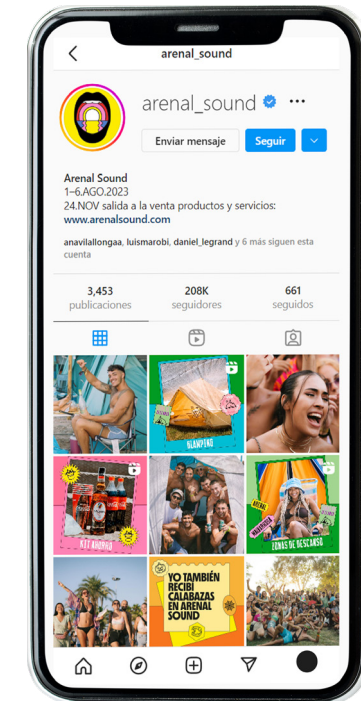 arenal_sound
arenal_sound
Enviar mensaje
Seguir
Arenal Sound
1–6.AGO.2023
24.NOV salida a la venta productos y servicios:
www.arenalsound.com
anavilallongaa, luismarobi, daniel_legrand y 6 más siguen esta
cuenta
3,453
publicaciones
208K
seguidores
661
seguidos
GLAMPING
KIT AHORRO
ZONAS DE DESCANSO
YO TAMBIÉN
RECIBÍ
CALABAZAS
EN ARENAL
SOUND